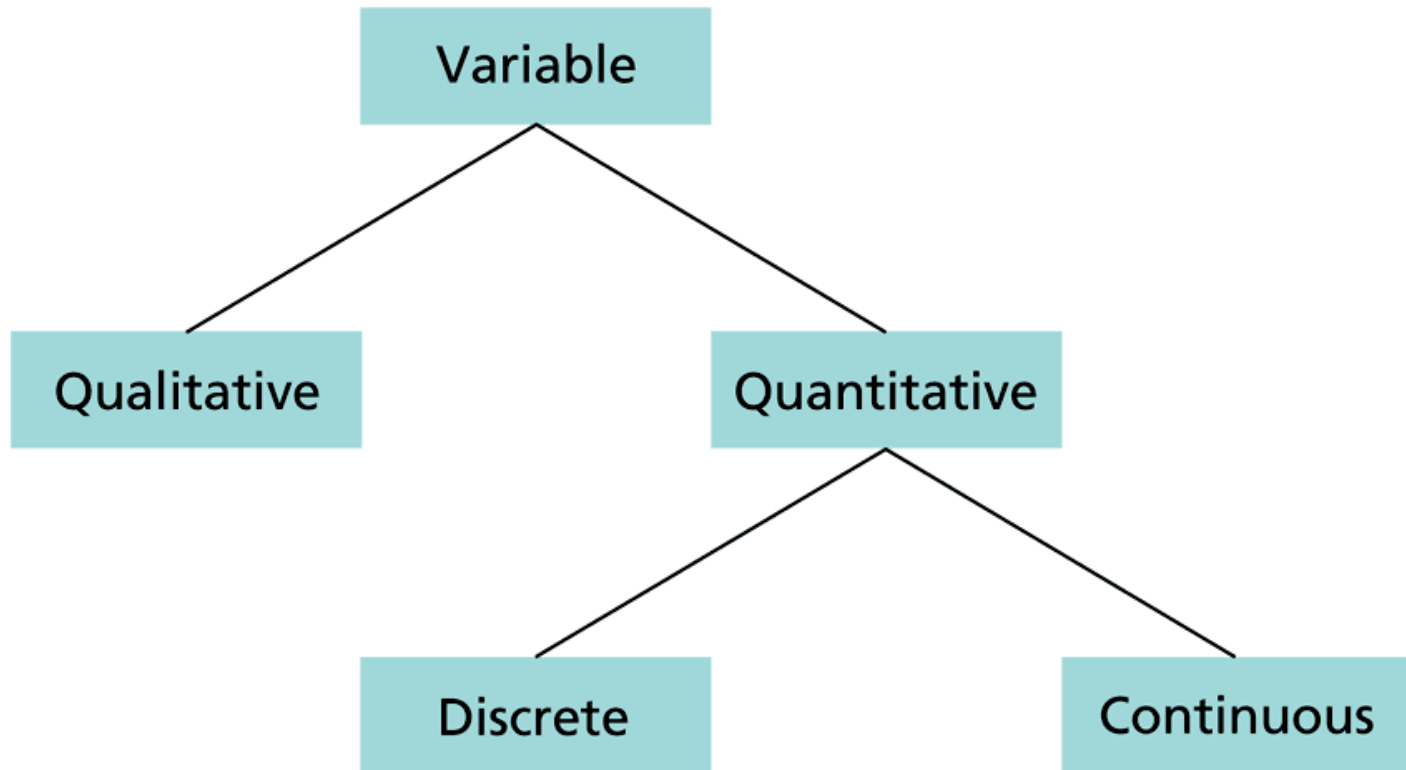 Variable
Qualitative
Quantitative
Discrete
Continuous